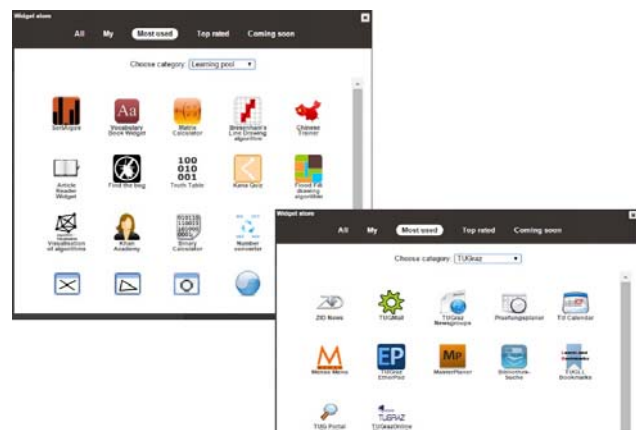 Widget store
All My Most used Top rated Coming soon
Choose category: Learning pool
SortAlgos
Vocabulary
Book Widget
Matrix
Calculator
Bresenham's
Line Drawing
algorithm
Chinese
Trainer
Aa
Article
Reader
Widget
Find the bug
100
010
001
Truth Table
Kana Quiz
Flood Fill
drawing
algorithm
Visualisation
of algorithms
Khan
Academy
Binary
Calculator
Number
converter
Widget store
All My Most used Top rated Coming soon
Choose category: TUGraz
ZID News
TUGMail
TUGraz
Newsgroups
Pruefungsplaner
TU Calendar
Mensa Menu
EP
TUGraz
EtherPad
MP
MasterPlaner
Bibliotheks-
Suche
TUGLL
Bookmarks
TUG Portal
TUGRAZ
TUGrazOnline